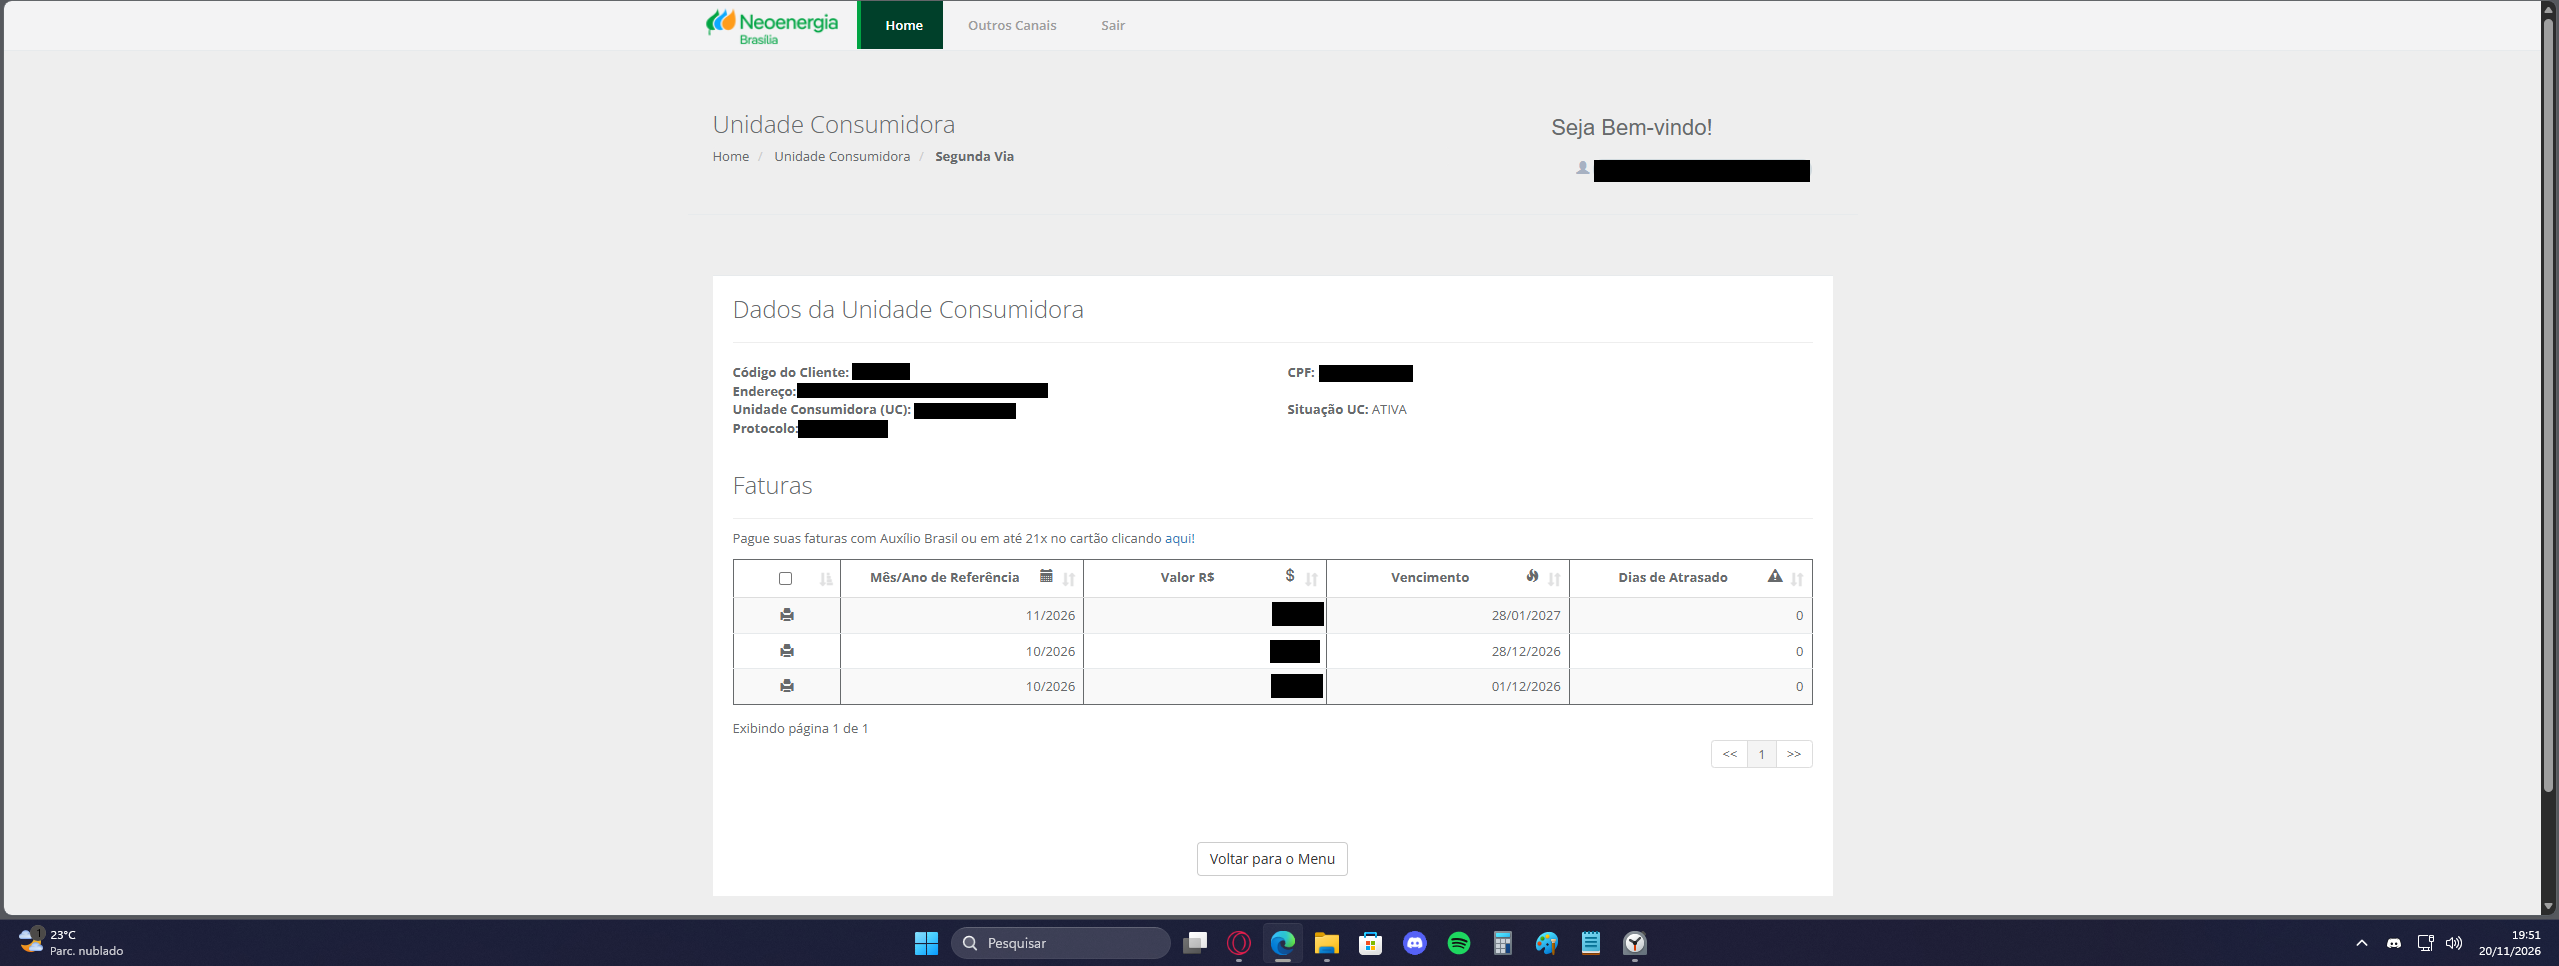 Neoenergia
Brasília
Home
Outros Canais
Sair
Unidade Consumidora
Home / Unidade Consumidora / Segunda Via
Seja Bem-vindo!
Dados da Unidade Consumidora
Código do Cliente:
CPF:
Endereço:
Unidade Consumidora (UC):
Situação UC: ATIVA
Protocolo:
Faturas
Pague suas faturas com Auxílio Brasil ou em até 21x no cartão clicando aqui!
Mês/Ano de Referência Valor R$ $ Vencimento Dias de Atrasado
11/2026 28/01/2027 0
10/2026 28/12/2026 0
10/2026 01/12/2026 0
Exibindo página 1 de 1
<< 1 >>
Voltar para o Menu
1
23°C
Parc. nublado
Pesquisar
19:51
20/11/2026